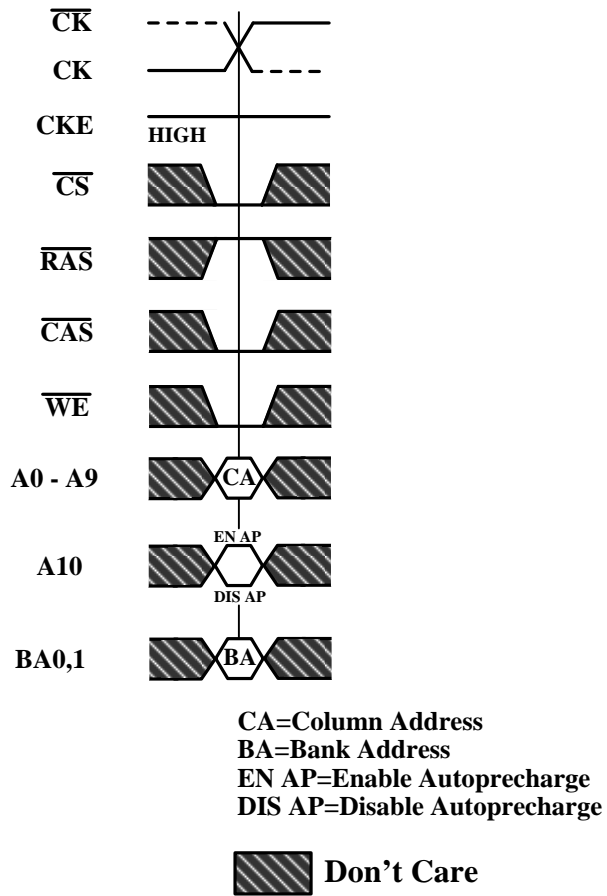 CK
CK
CKE
HIGH
CS
RAS
CAS
WE
A0 - A9
CA
EN AP
A10
DIS AP
BA0,1
BA
CA=Column Address
BA=Bank Address
EN AP=Enable Autoprecharge
DIS AP=Disable Autoprecharge
Don't Care